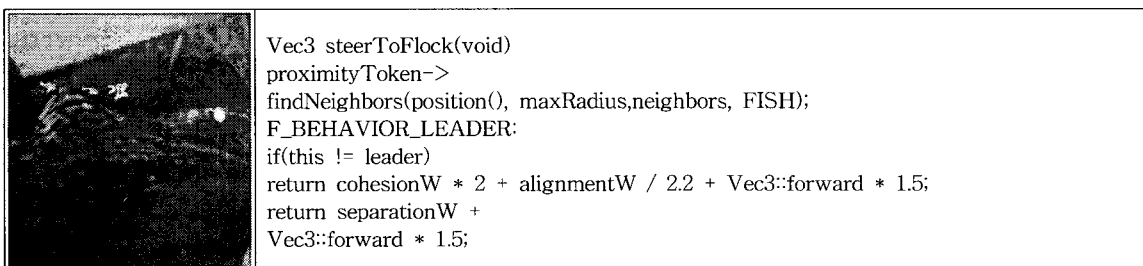 Vec3 steerToFlock(void)
proximityToken->
findNeighbors(position(), maxRadius,neighbors, FISH);
F_BEHAVIOR_LEADER:
if(this != leader)
return cohesionW * 2 + alignmentW / 2.2 + Vec3::forward * 1.5;
return separationW +
Vec3::forward * 1.5;